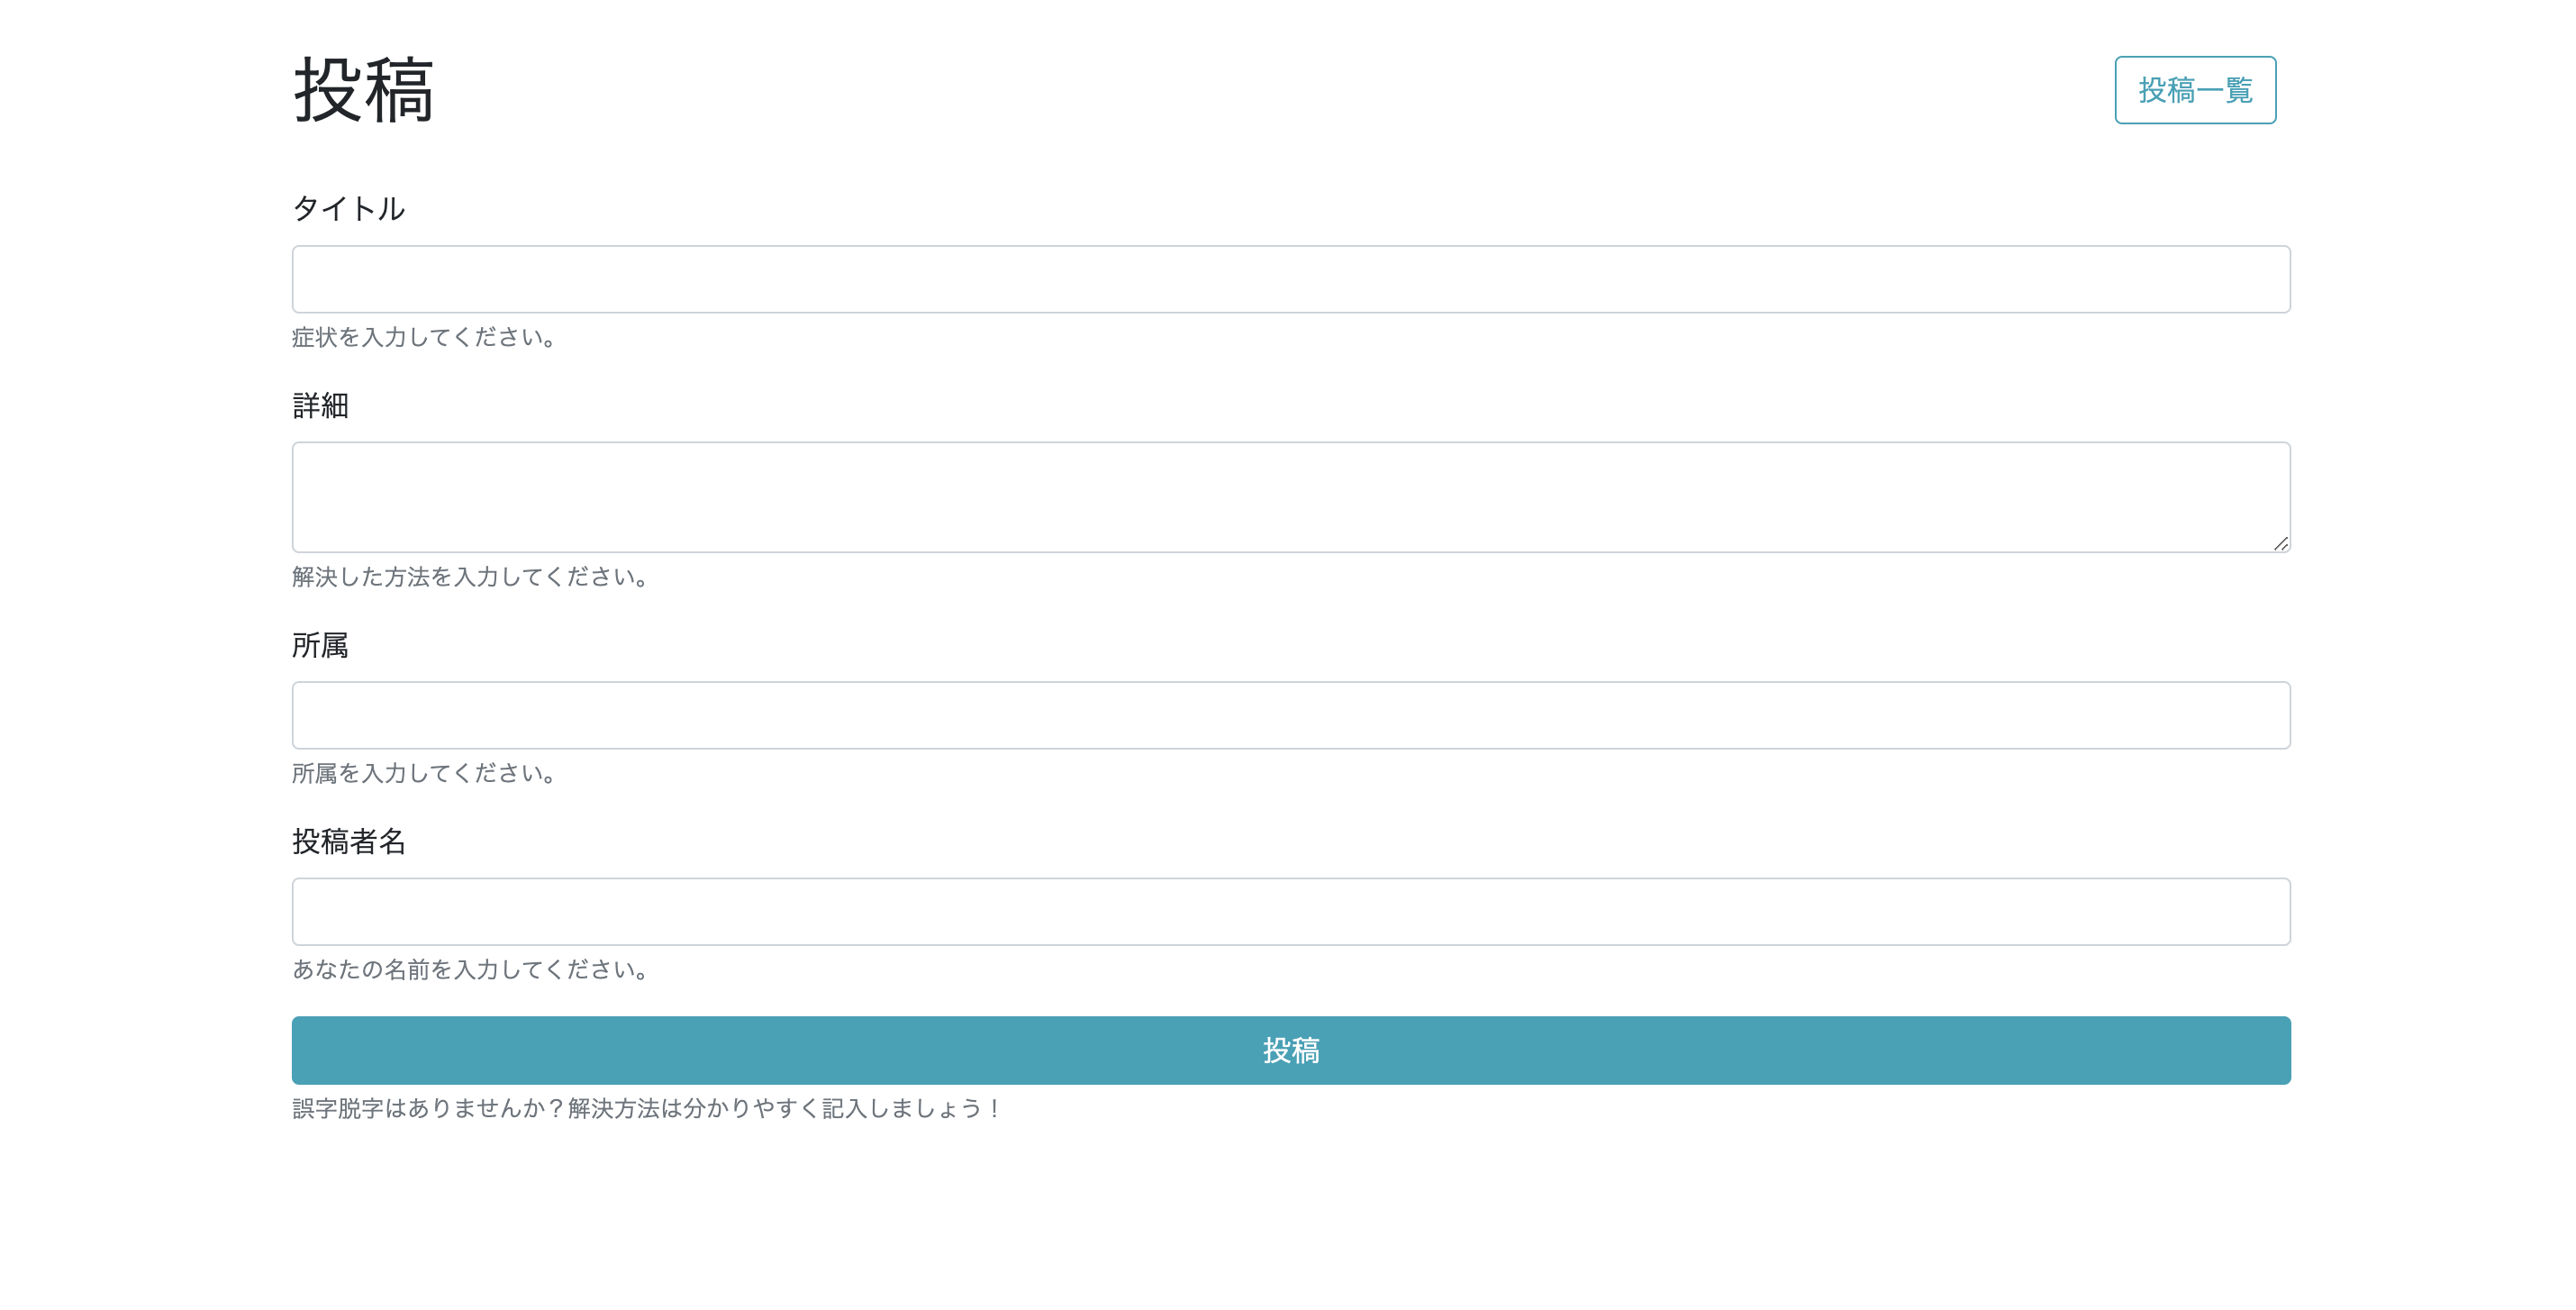 投稿
投稿一覧
タイトル
症状を入力してください。
詳細
解決した方法を入力してください。
所属
所属を入力してください。
投稿者名
あなたの名前を入力してください。
投稿
誤字脱字はありませんか？解決方法は分かりやすく記入しましょう！